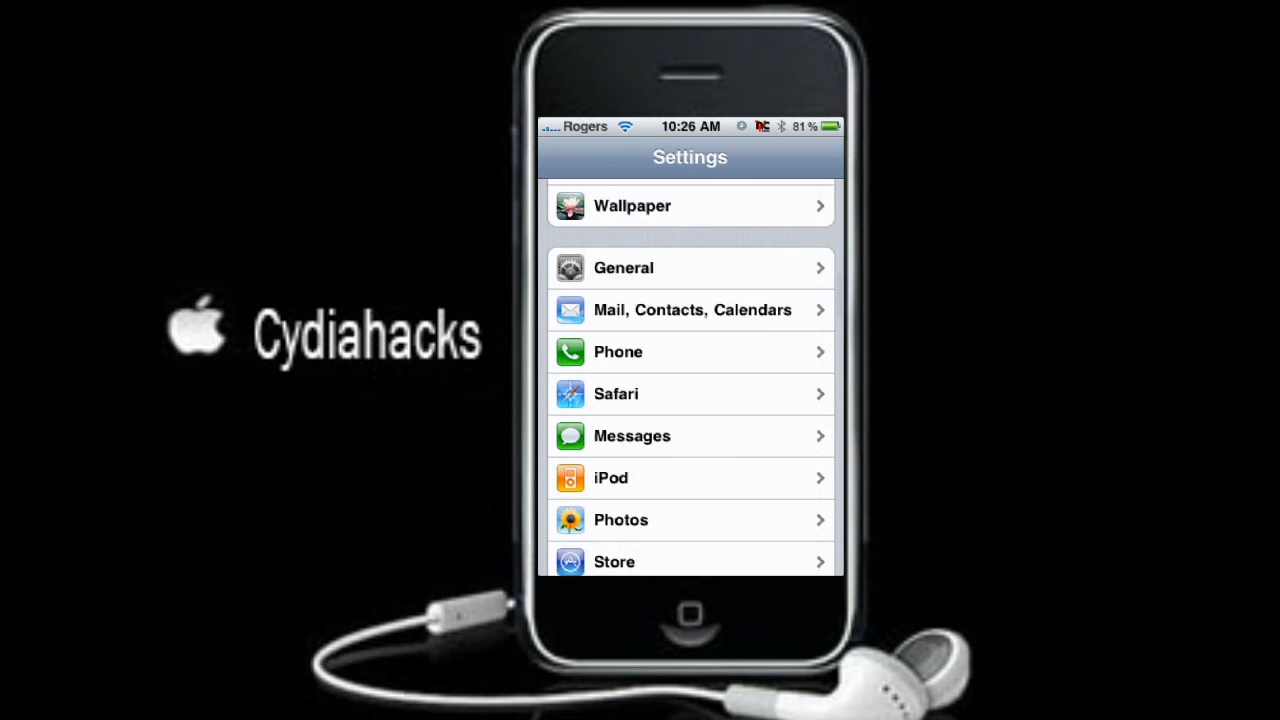 Rogers 10:26 AM 81%
Settings
Wallpaper
General
Mail, Contacts, Calendars
Phone
Safari
Messages
iPod
Photos
Store
Cydiahacks